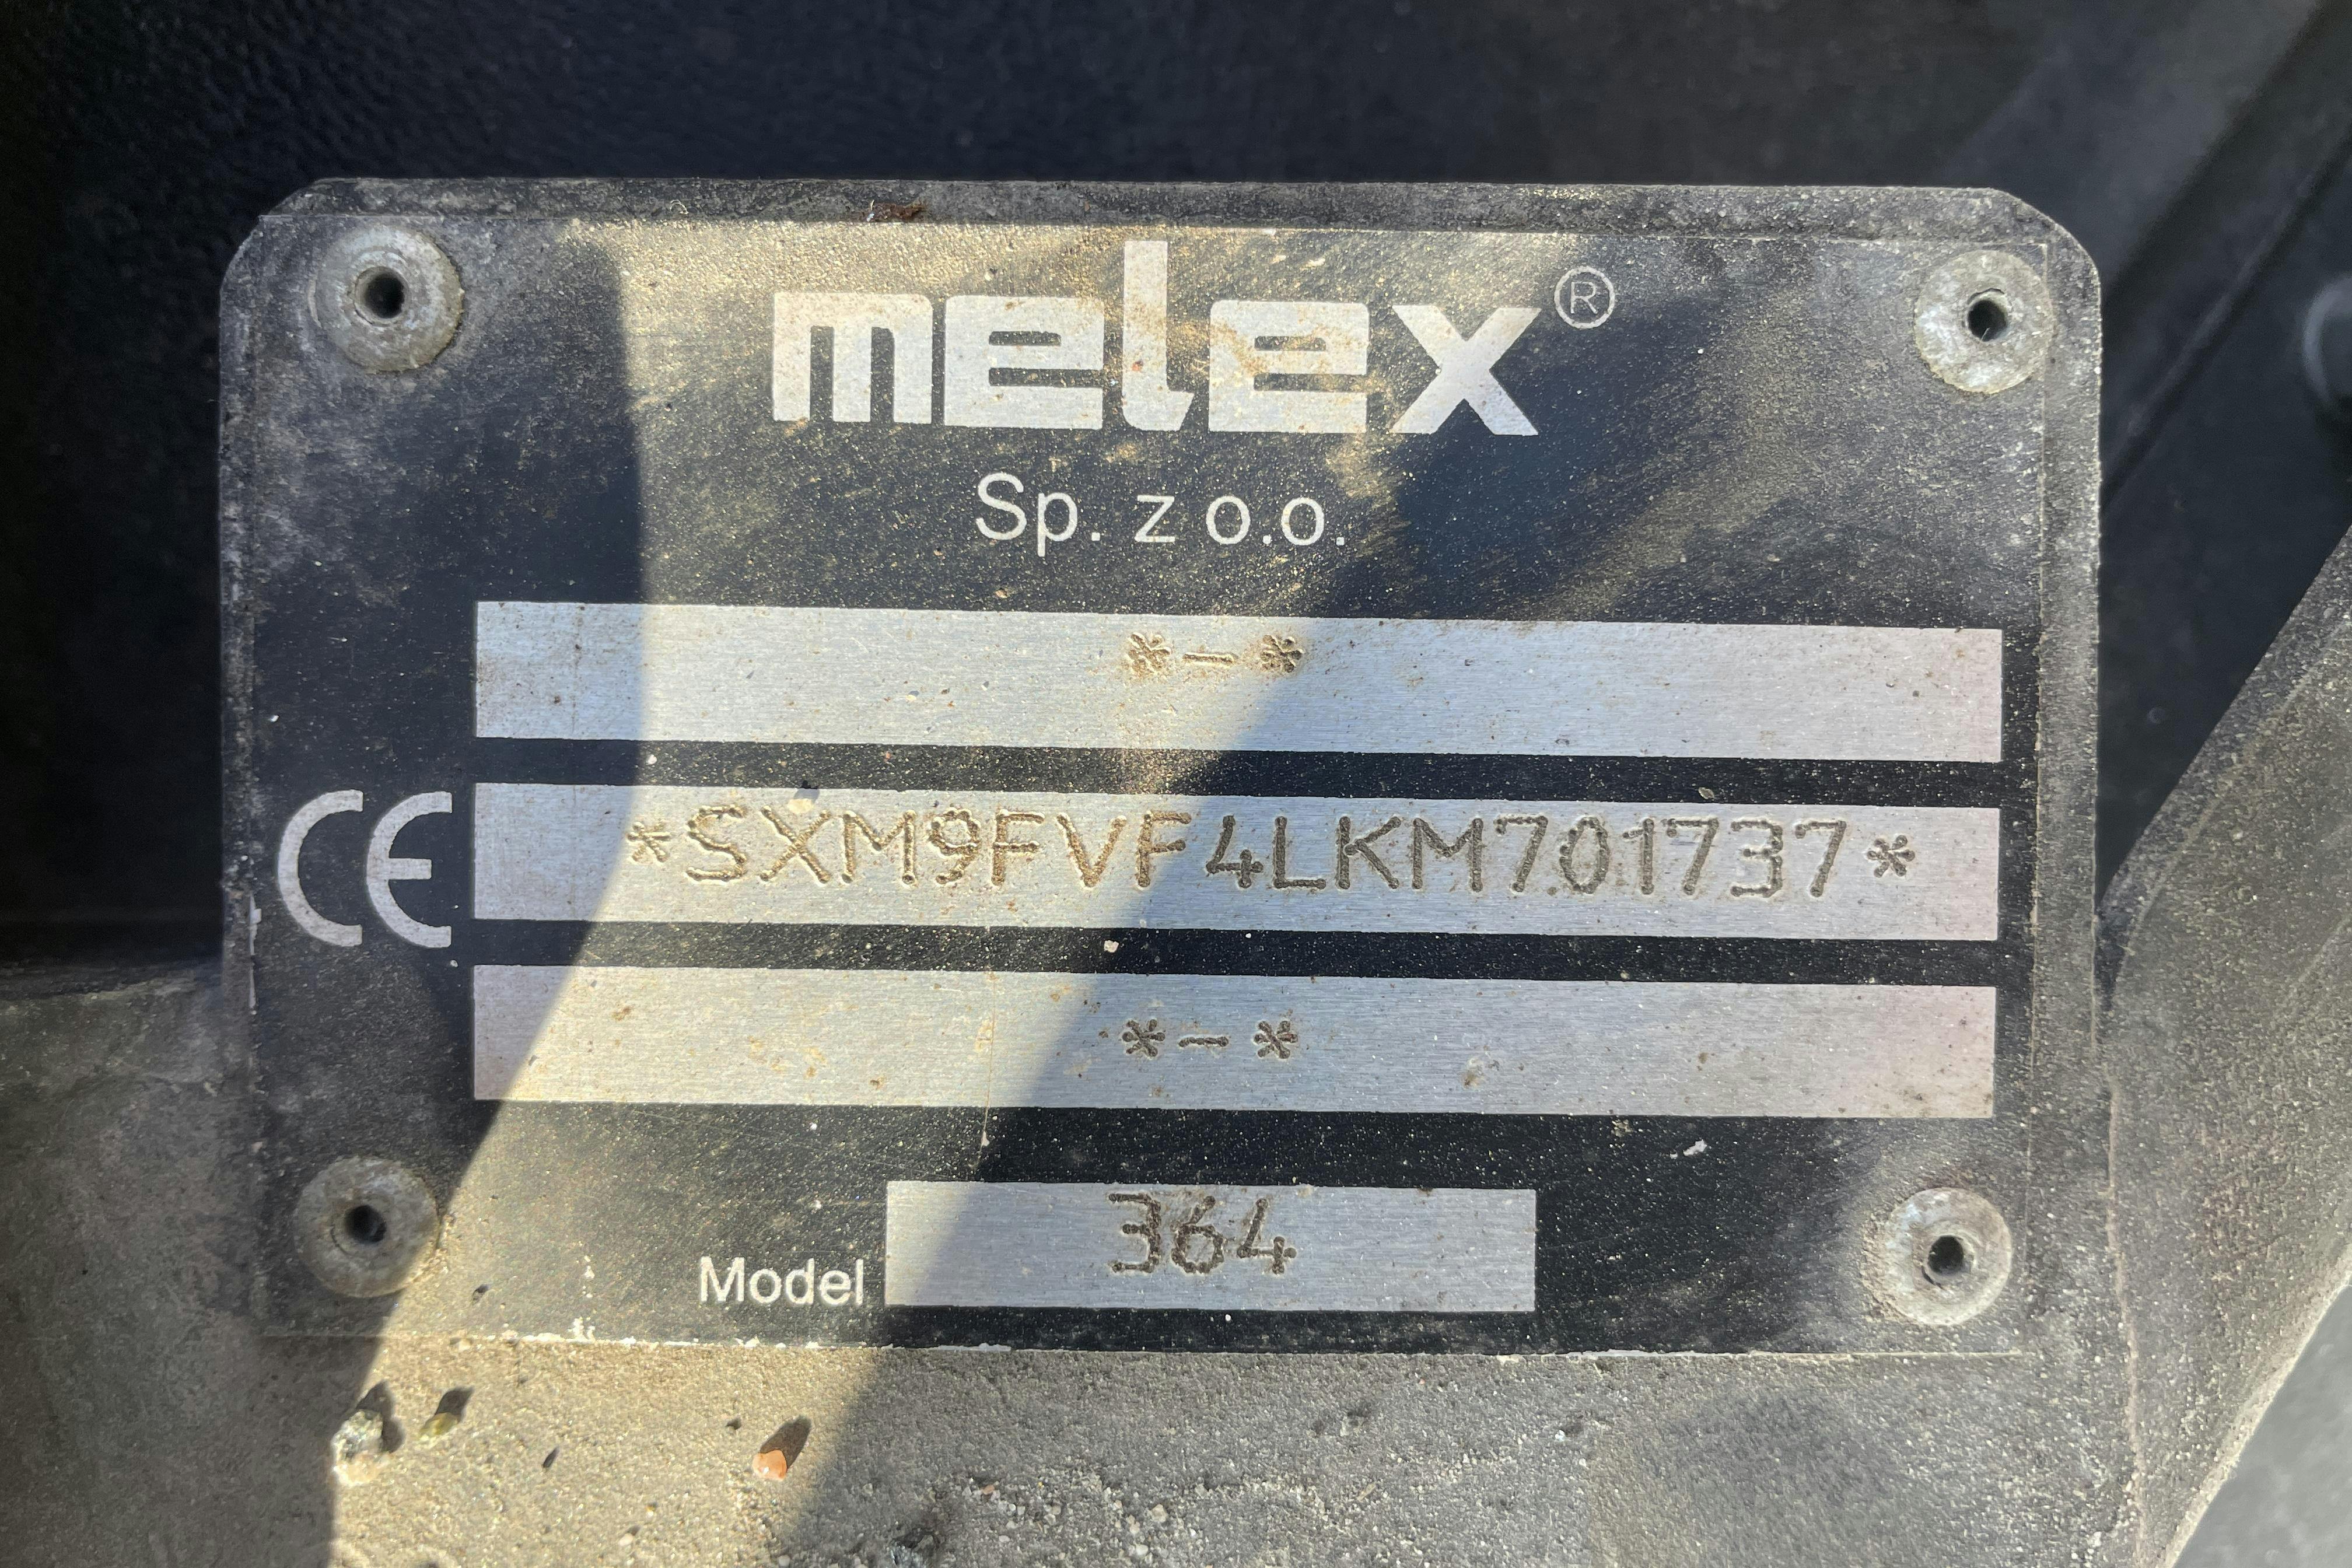 melex®
Sp. z o.o.
*-*
CE
*SXM9FVF4LKM701737*
*-*
Model 364